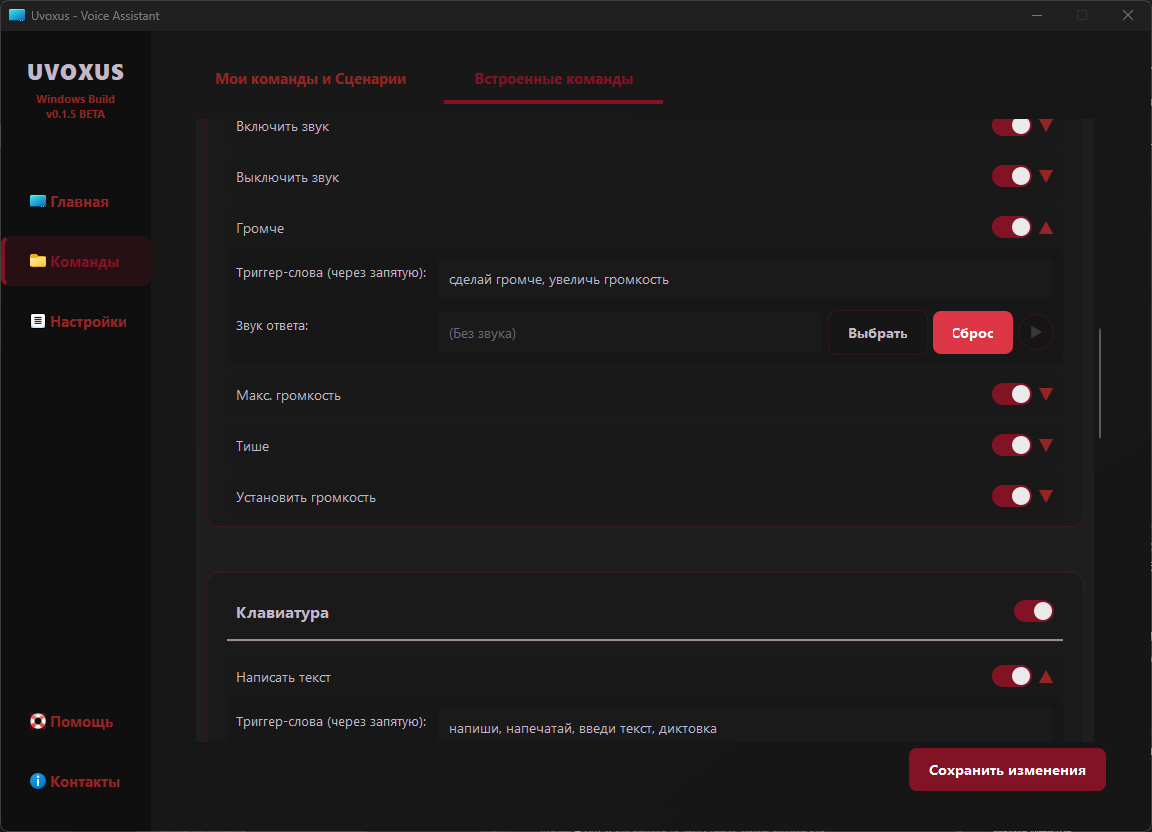 Uvoxus - Voice Assistant
UVOXUS
Windows Build
v0.1.5 BETA
Главная
Команды
Настройки
Помощь
Контакты
Мои команды и Сценарии
Встроенные команды
Включить звук
Выключить звук
Громче
Триггер-слова (через запятую): сделай громче, увеличь громкость
Звук ответа: (Без звука) Выбрать Сброс
Макс. громкость
Тише
Установить громкость
Клавиатура
Написать текст
Триггер-слова (через запятую): напиши, напечатай, введи текст, диктовка
Сохранить изменения